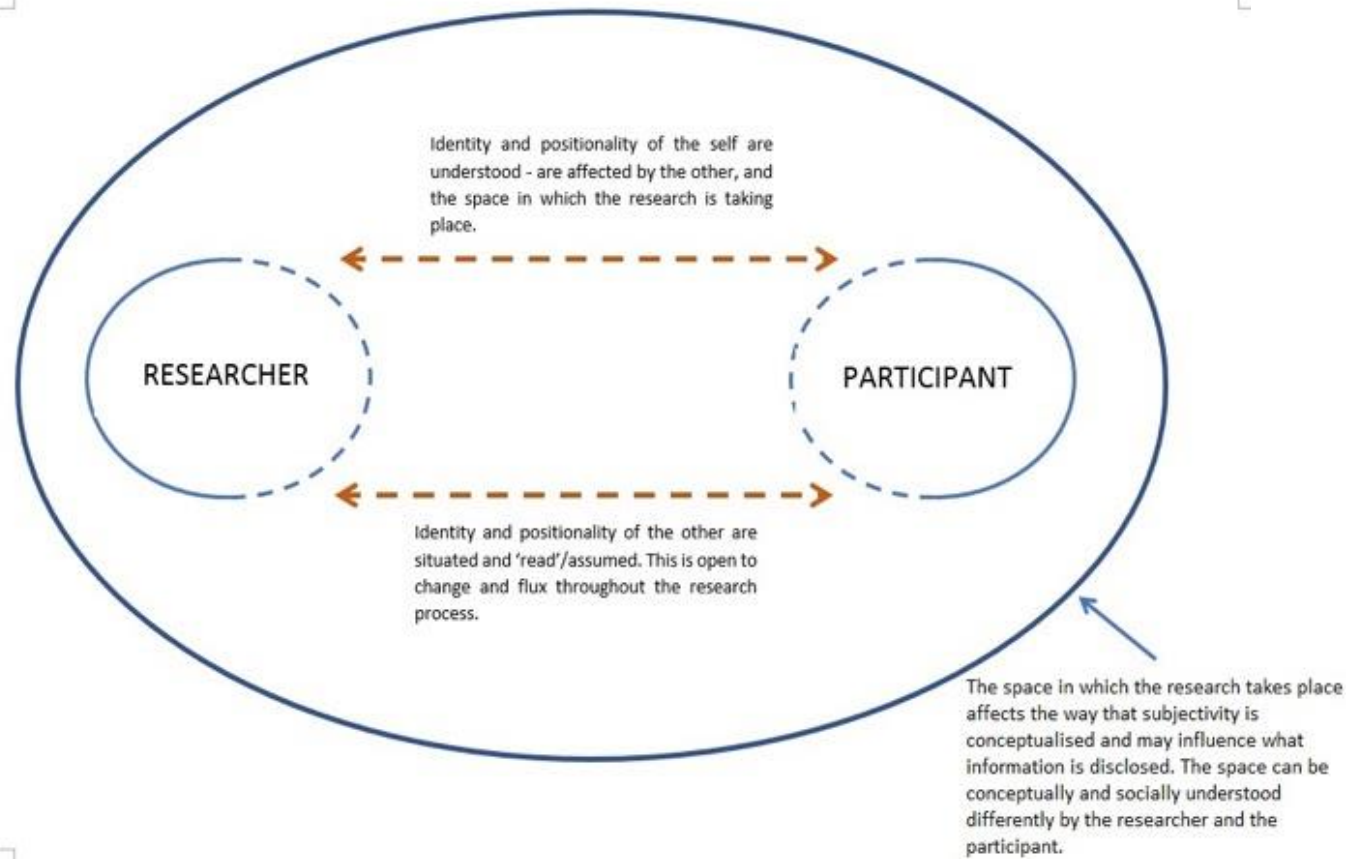 Identity and positionality of the self are
understood - are affected by the other, and
the space in which the research is taking
place.
RESEARCHER
PARTICIPANT
Identity and positionality of the other are
situated and 'read'/assumed. This is open to
change and flux throughout the research
process.
The space in which the research takes place
affects the way that subjectivity is
conceptualised and may influence what
information is disclosed. The space can be
conceptually and socially understood
differently by the researcher and the
participant.